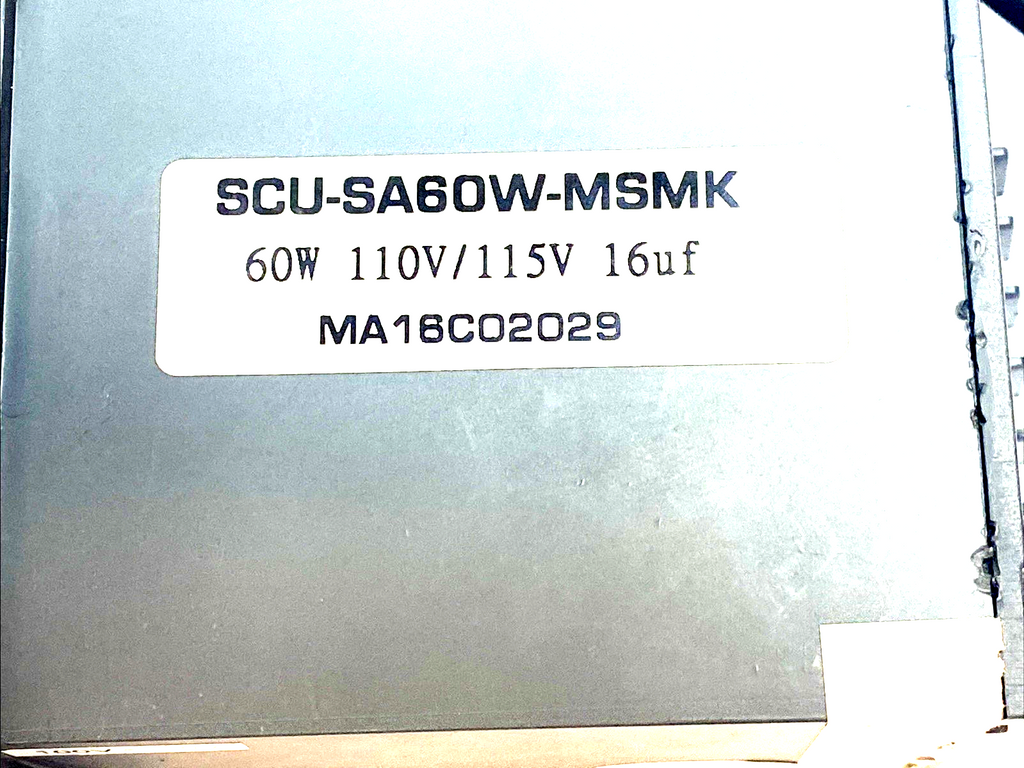 SCU-SA60W-MSMK
60W 110V/115V 16uf
MA16C02029